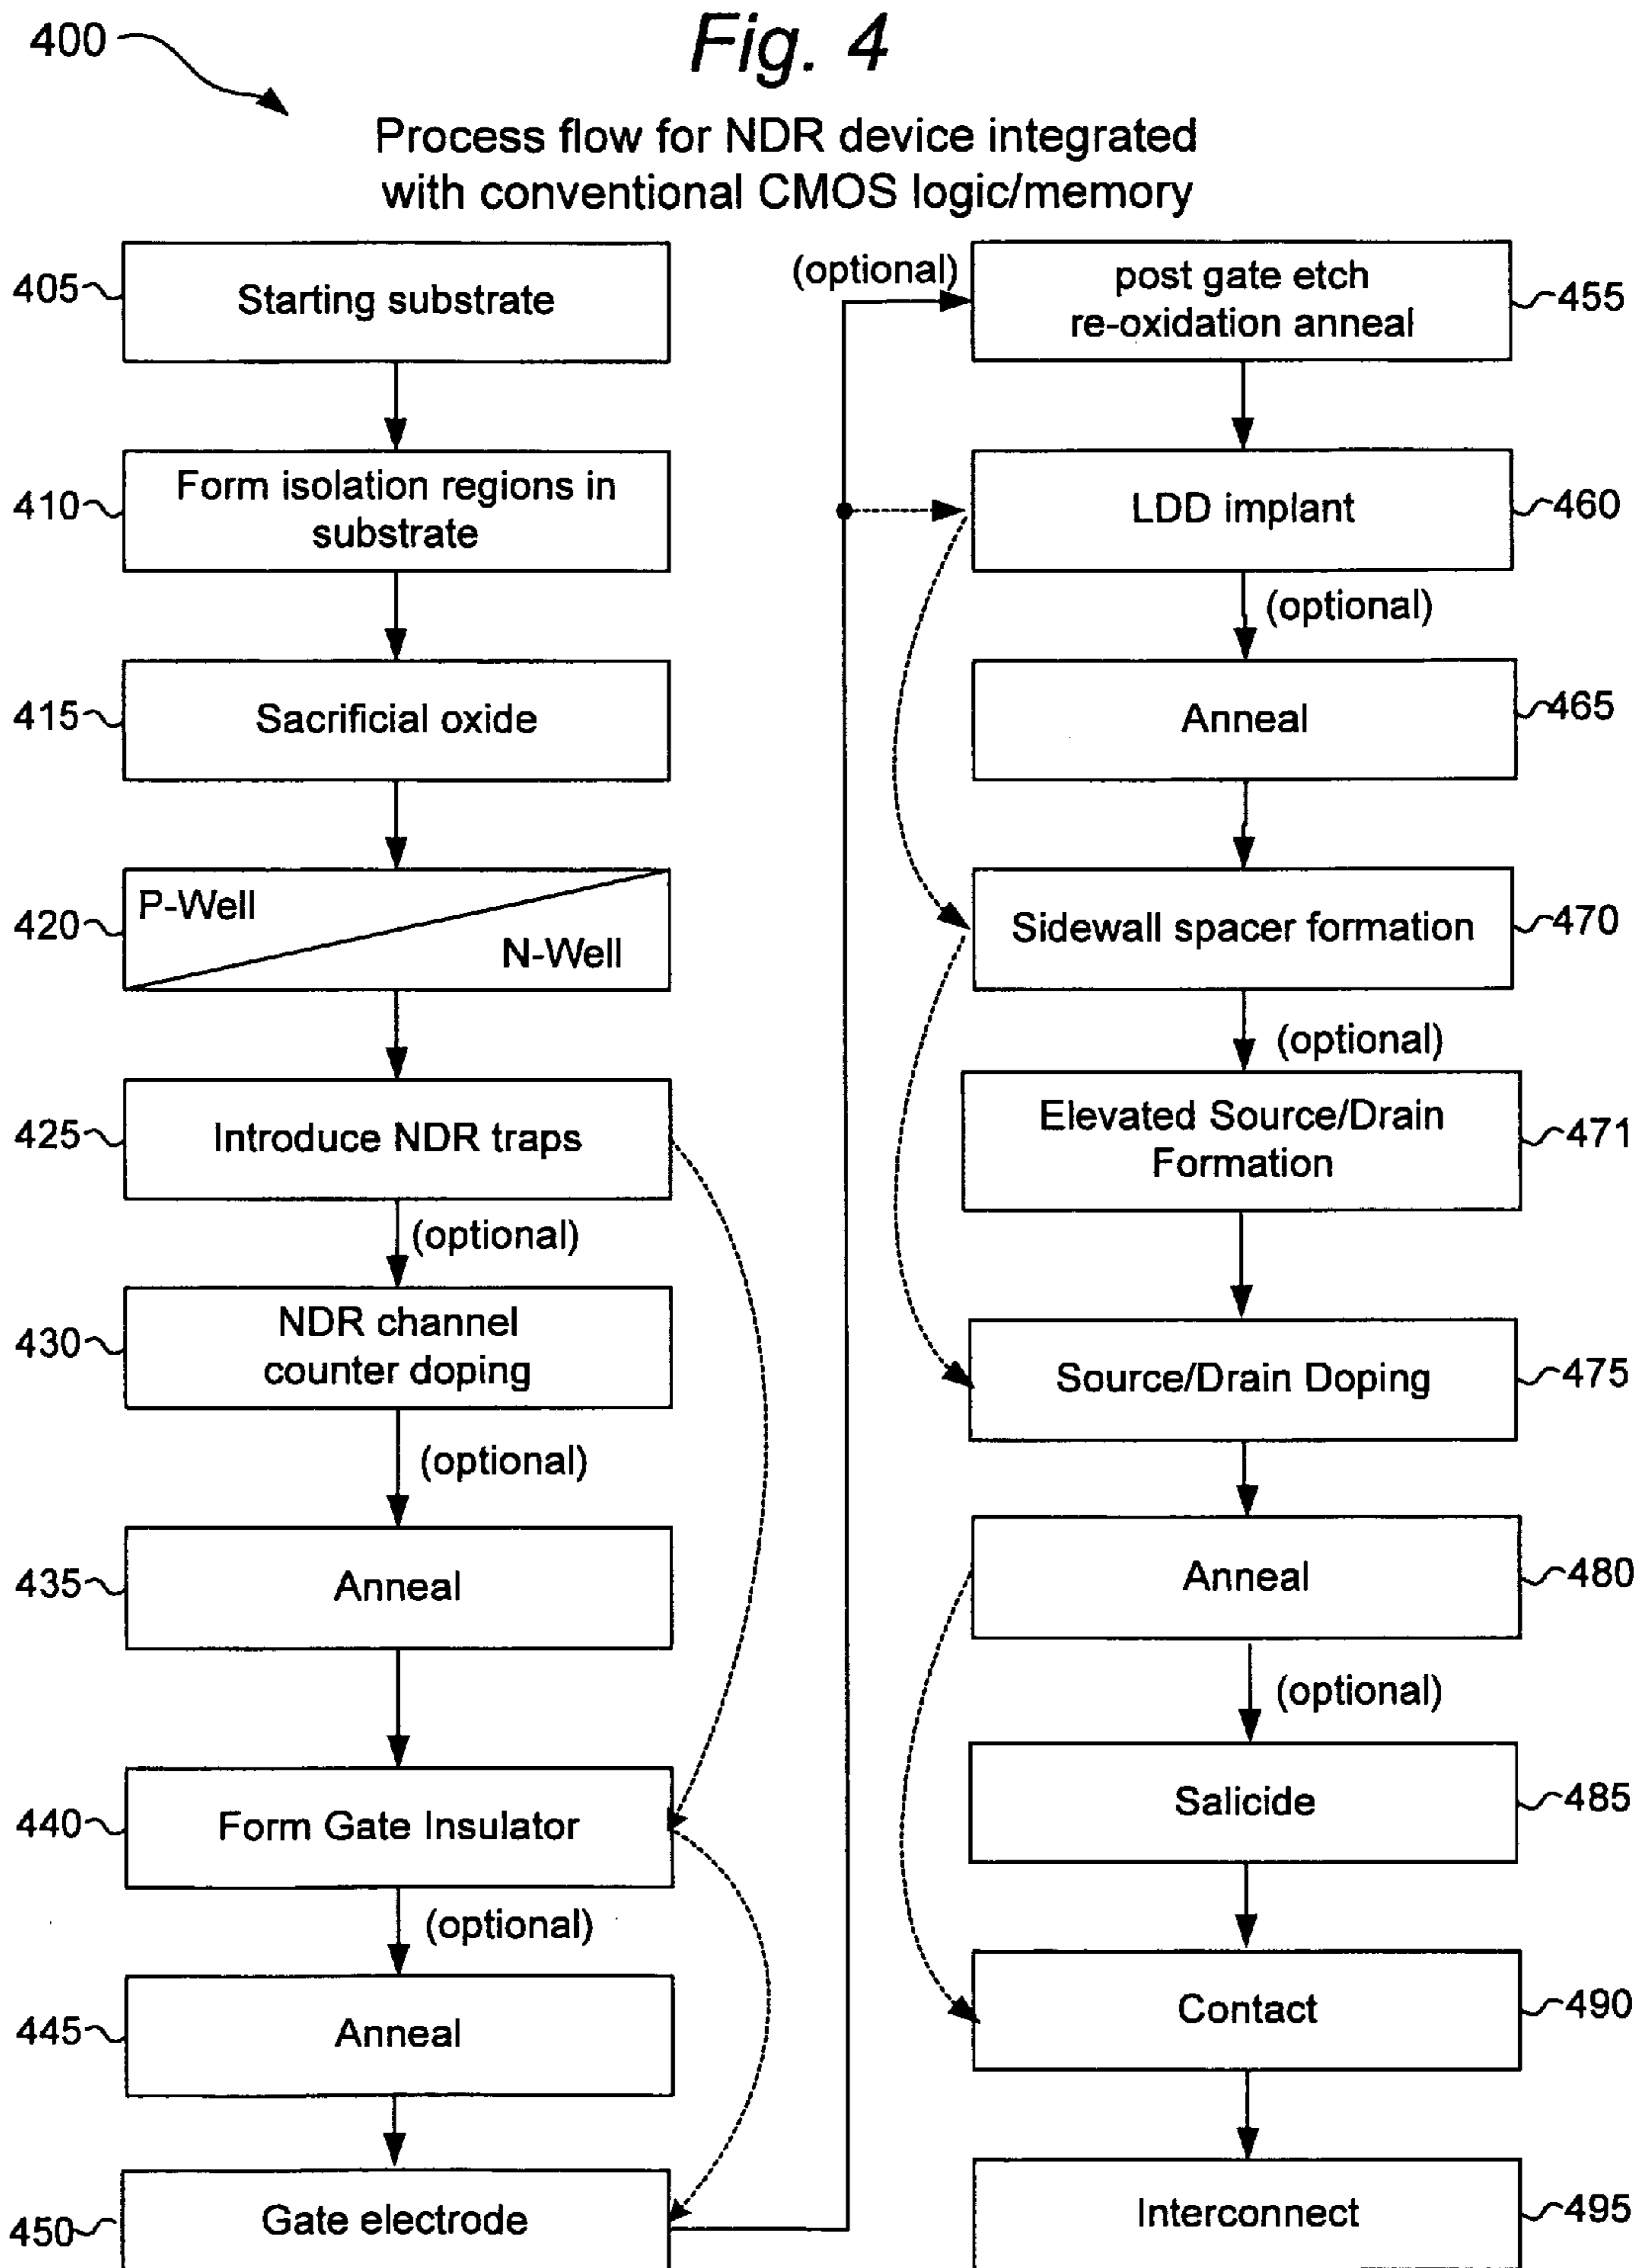 400
Fig. 4
Process flow for NDR device integrated
with conventional CMOS logic/memory
405
Starting substrate
410
Form isolation regions in
substrate
415
Sacrificial oxide
420
P-Well
N-Well
425
Introduce NDR traps
(optional)
430
NDR channel
counter doping
(optional)
435
Anneal
440
Form Gate Insulator
(optional)
445
Anneal
450
Gate electrode
(optional)
post gate etch
re-oxidation anneal
455
LDD implant
460
(optional)
Anneal
465
Sidewall spacer formation
470
(optional)
Elevated Source/Drain
Formation
471
Source/Drain Doping
475
Anneal
480
(optional)
Salicide
485
Contact
490
Interconnect
495